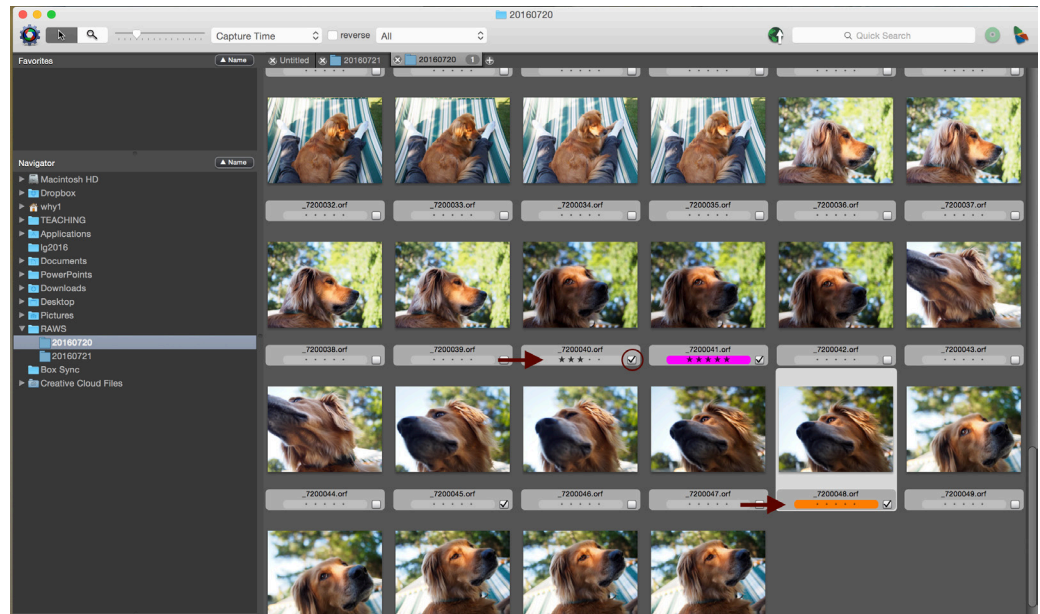 20160720
Capture Time reverse All Quick Search
Favorites Name
Untitled 20160721 20160720 1
_7200032.orf _7200033.orf _7200034.orf _7200035.orf _7200036.orf _7200037.orf
Navigator Name
Macintosh HD
Dropbox
why1
TEACHING
Applications
lg2016
Documents
PowerPoints
Downloads
Desktop
Pictures
RAWS
20160720
20160721
Box Sync
Creative Cloud Files
_7200038.orf _7200039.orf _7200040.orf _7200041.orf _7200042.orf _7200043.orf
_7200044.orf _7200045.orf _7200046.orf _7200047.orf _7200048.orf _7200049.orf